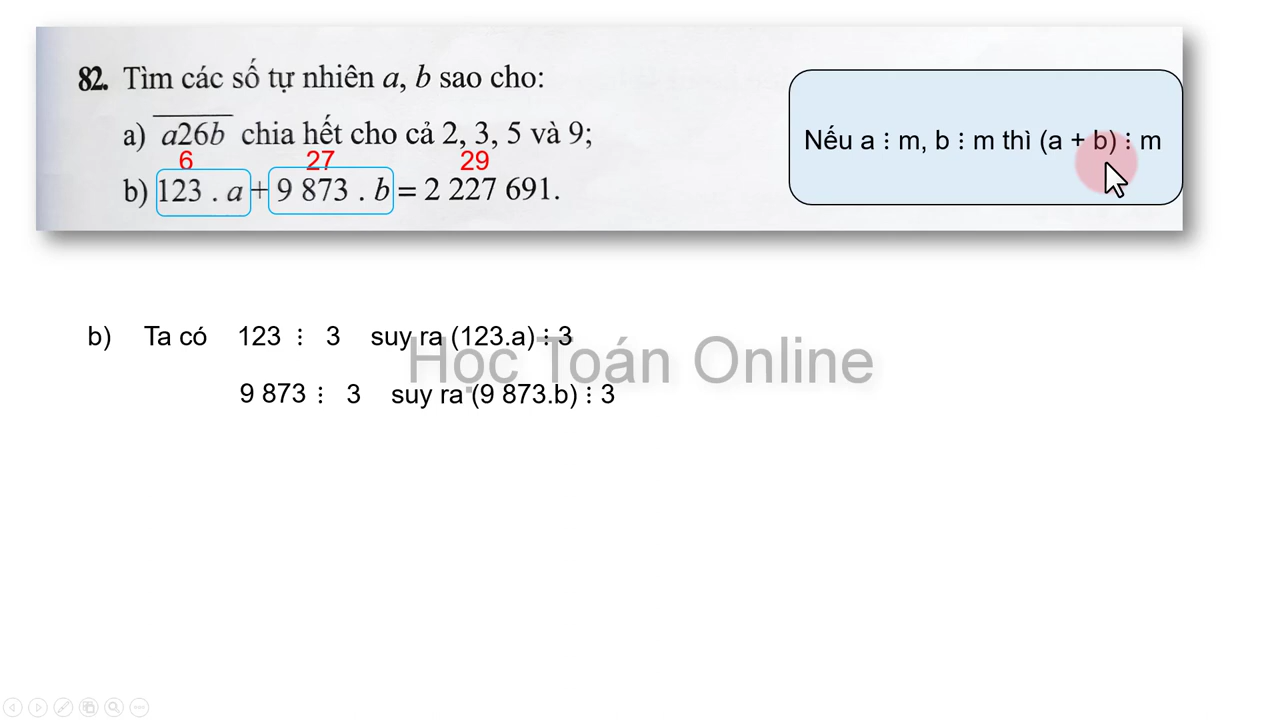 82. Tìm các số tự nhiên a, b sao cho:
a) a26b chia hết cho cả 2, 3, 5 và 9;
6 27 29
b) 123 . a + 9 873 . b = 2 227 691.
Nếu a ⋮ m, b ⋮ m thì (a + b) ⋮ m
b) Ta có 123 ⋮ 3 suy ra (123.a) ⋮ 3
Học Toán Online
9 873 ⋮ 3 suy ra (9 873.b) ⋮ 3